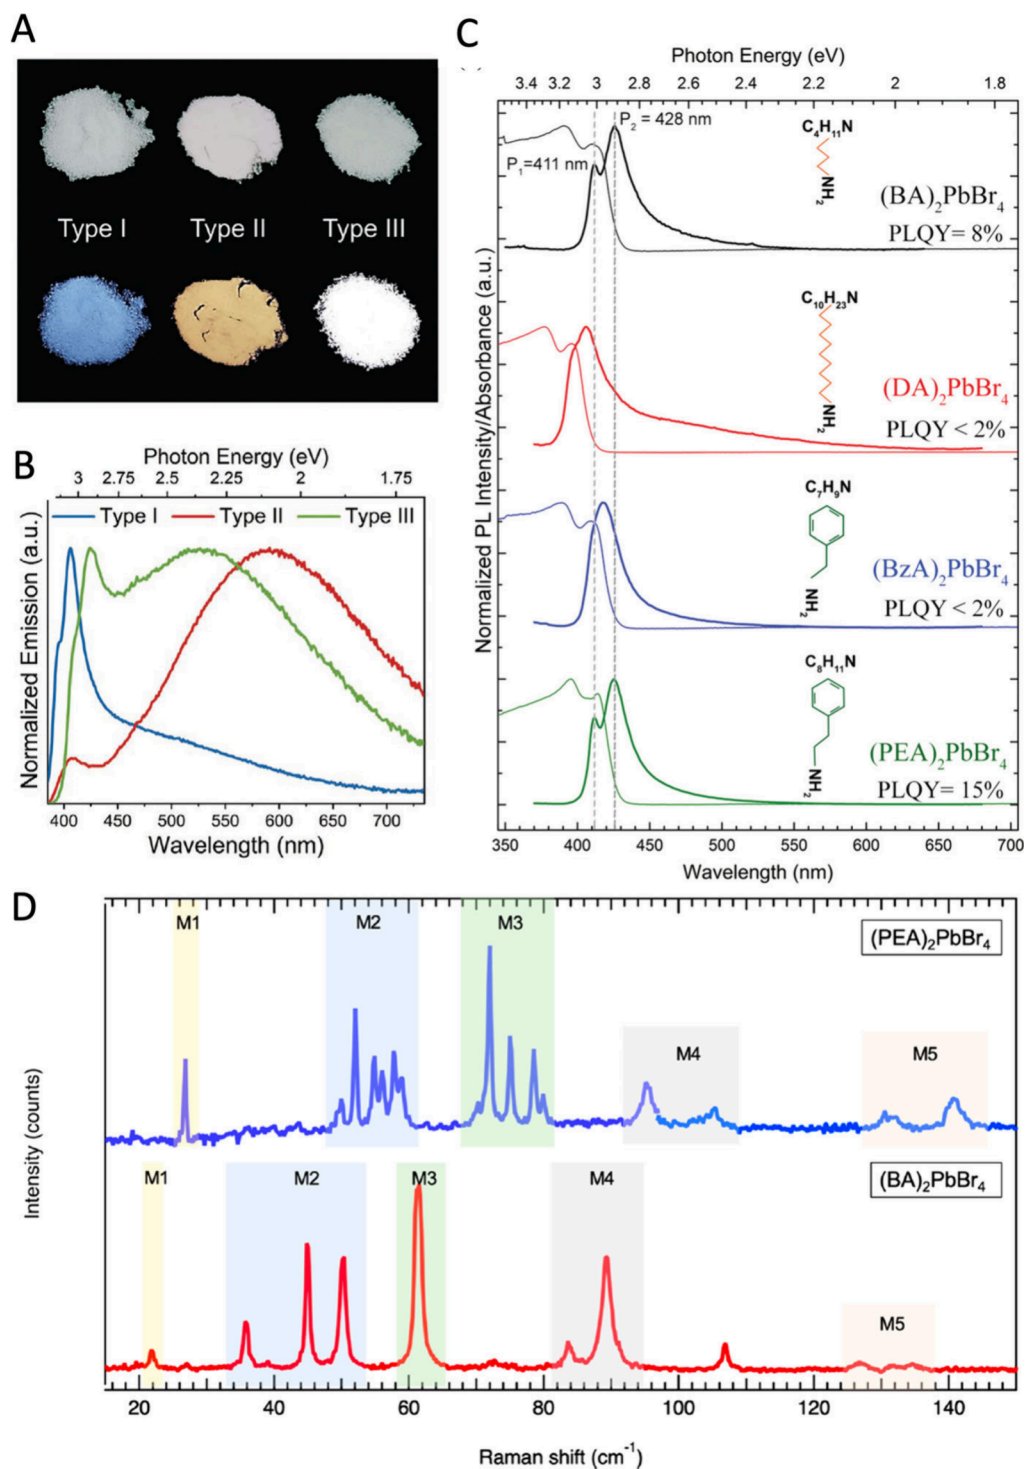 A
Type I
Type II
Type III
B
Photon Energy (eV)
3
2.75
2.5
2.25
2
1.75
Type I
Type II
Type III
Normalized Emission (a.u.)
400
450
500
550
600
650
700
Wavelength (nm)
C
Photon Energy (eV)
3.4
3.2
3
2.8
2.6
2.4
2.2
2
1.8
P2 = 428 nm
P1=411 nm
C4H11N
NH2
(BA)2PbBr4
PLQY= 8%
C10H23N
NH2
(DA)2PbBr4
PLQY < 2%
C7H9N
NH2
(BzA)2PbBr4
PLQY < 2%
C8H11N
NH2
(PEA)2PbBr4
PLQY= 15%
Normalized PL Intensity/Absorbance (a.u.)
350
400
450
500
550
600
650
700
Wavelength (nm)
D
M1
M2
M3
M4
M5
(PEA)2PbBr4
M1
M2
M3
M4
M5
(BA)2PbBr4
Intensity (counts)
20
40
60
80
100
120
140
Raman shift (cm-1)